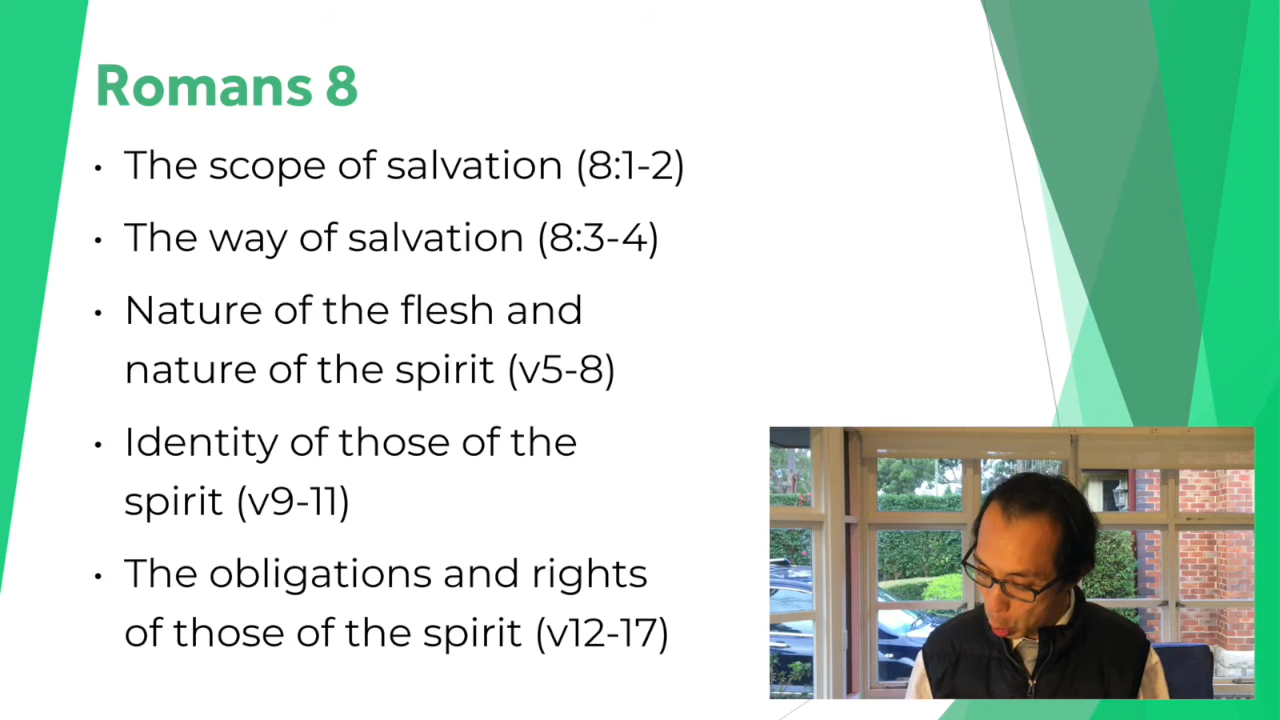 Romans 8
• The scope of salvation (8:1-2)
• The way of salvation (8:3-4)
• Nature of the flesh and
nature of the spirit (v5-8)
• Identity of those of the
spirit (v9-11)
• The obligations and rights
of those of the spirit (v12-17)